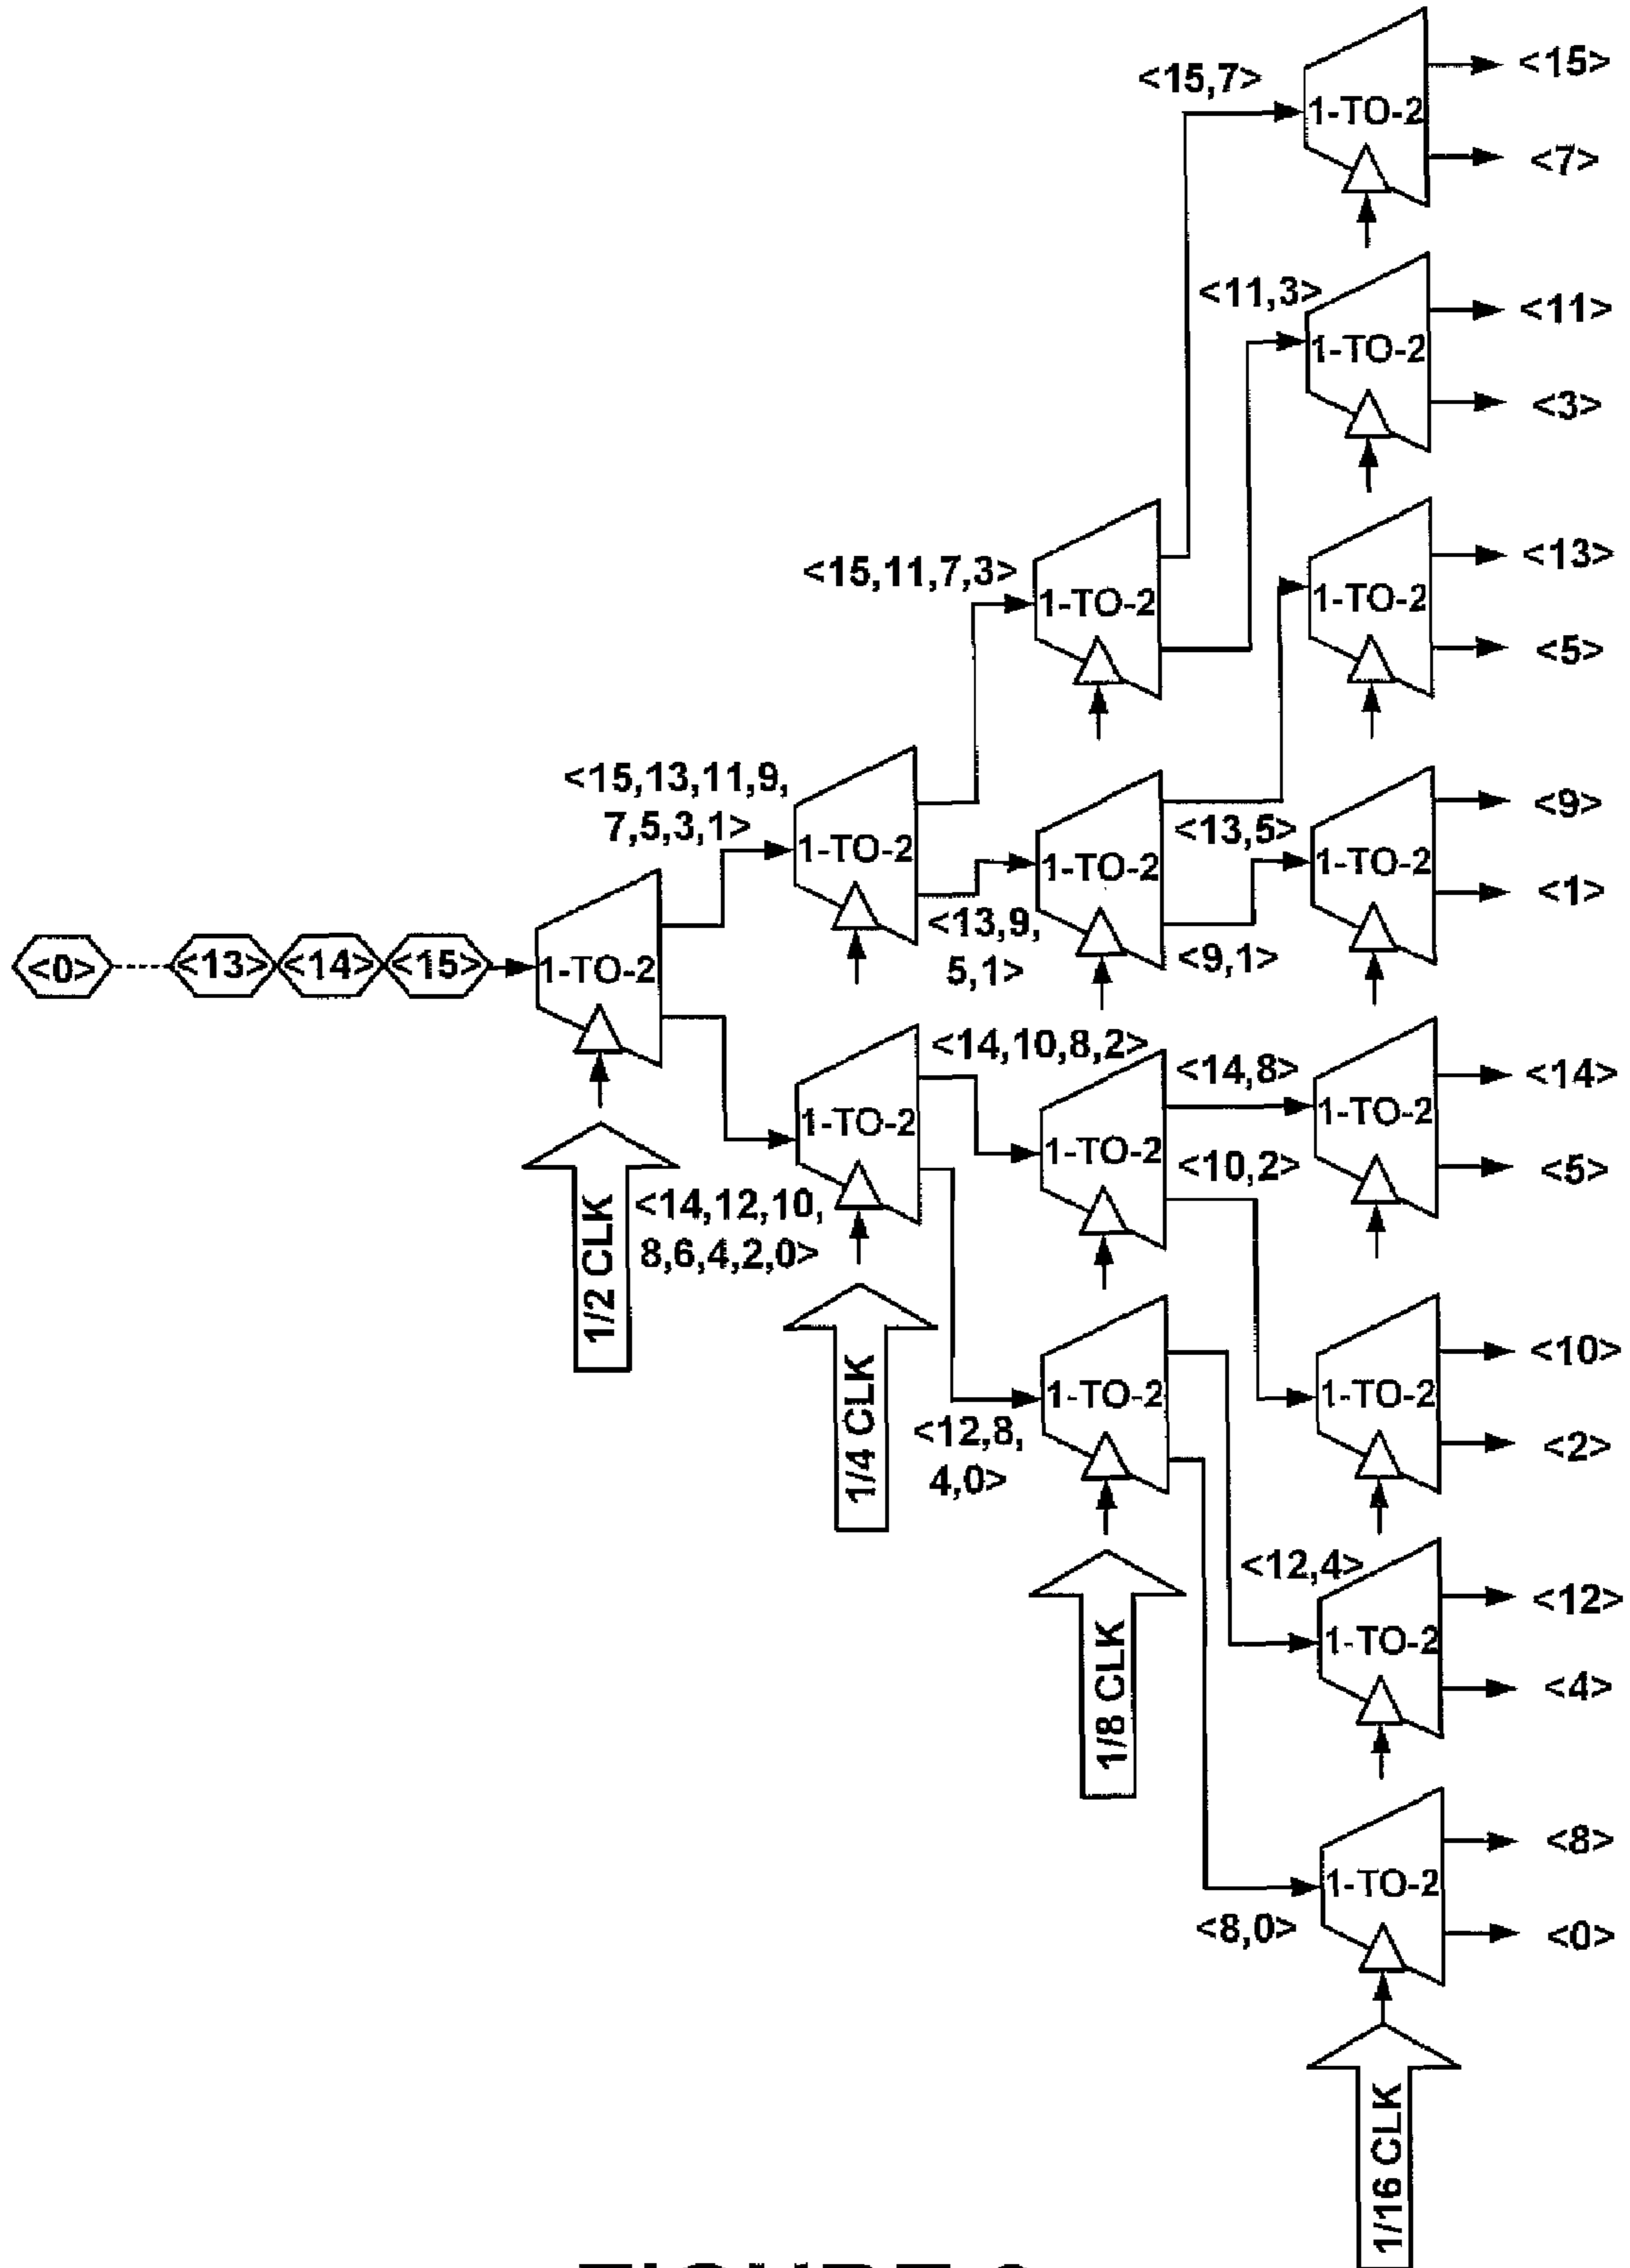 <15,7>
1-TO-2
<15>
<7>
<11,3>
1-TO-2
<11>
<3>
<15,11,7,3>
1-TO-2
1-TO-2
<13>
<5>
<15,13,11,9,
7,5,3,1>
1-TO-2
<13,9,
5,1>
1-TO-2
<13,5>
<9,1>
1-TO-2
<9>
<1>
<0>
<13>
<14>
<15>
1-TO-2
1/2 CLK
<14,12,10,
8,6,4,2,0>
1-TO-2
1/4 CLK
<14,10,8,2>
1-TO-2
<14,8>
<10,2>
1-TO-2
<14>
<5>
1-TO-2
<10>
<2>
<12,8,
4,0>
1-TO-2
1/8 CLK
<12,4>
1-TO-2
<12>
<4>
<8,0>
1-TO-2
<8>
<0>
1/16 CLK